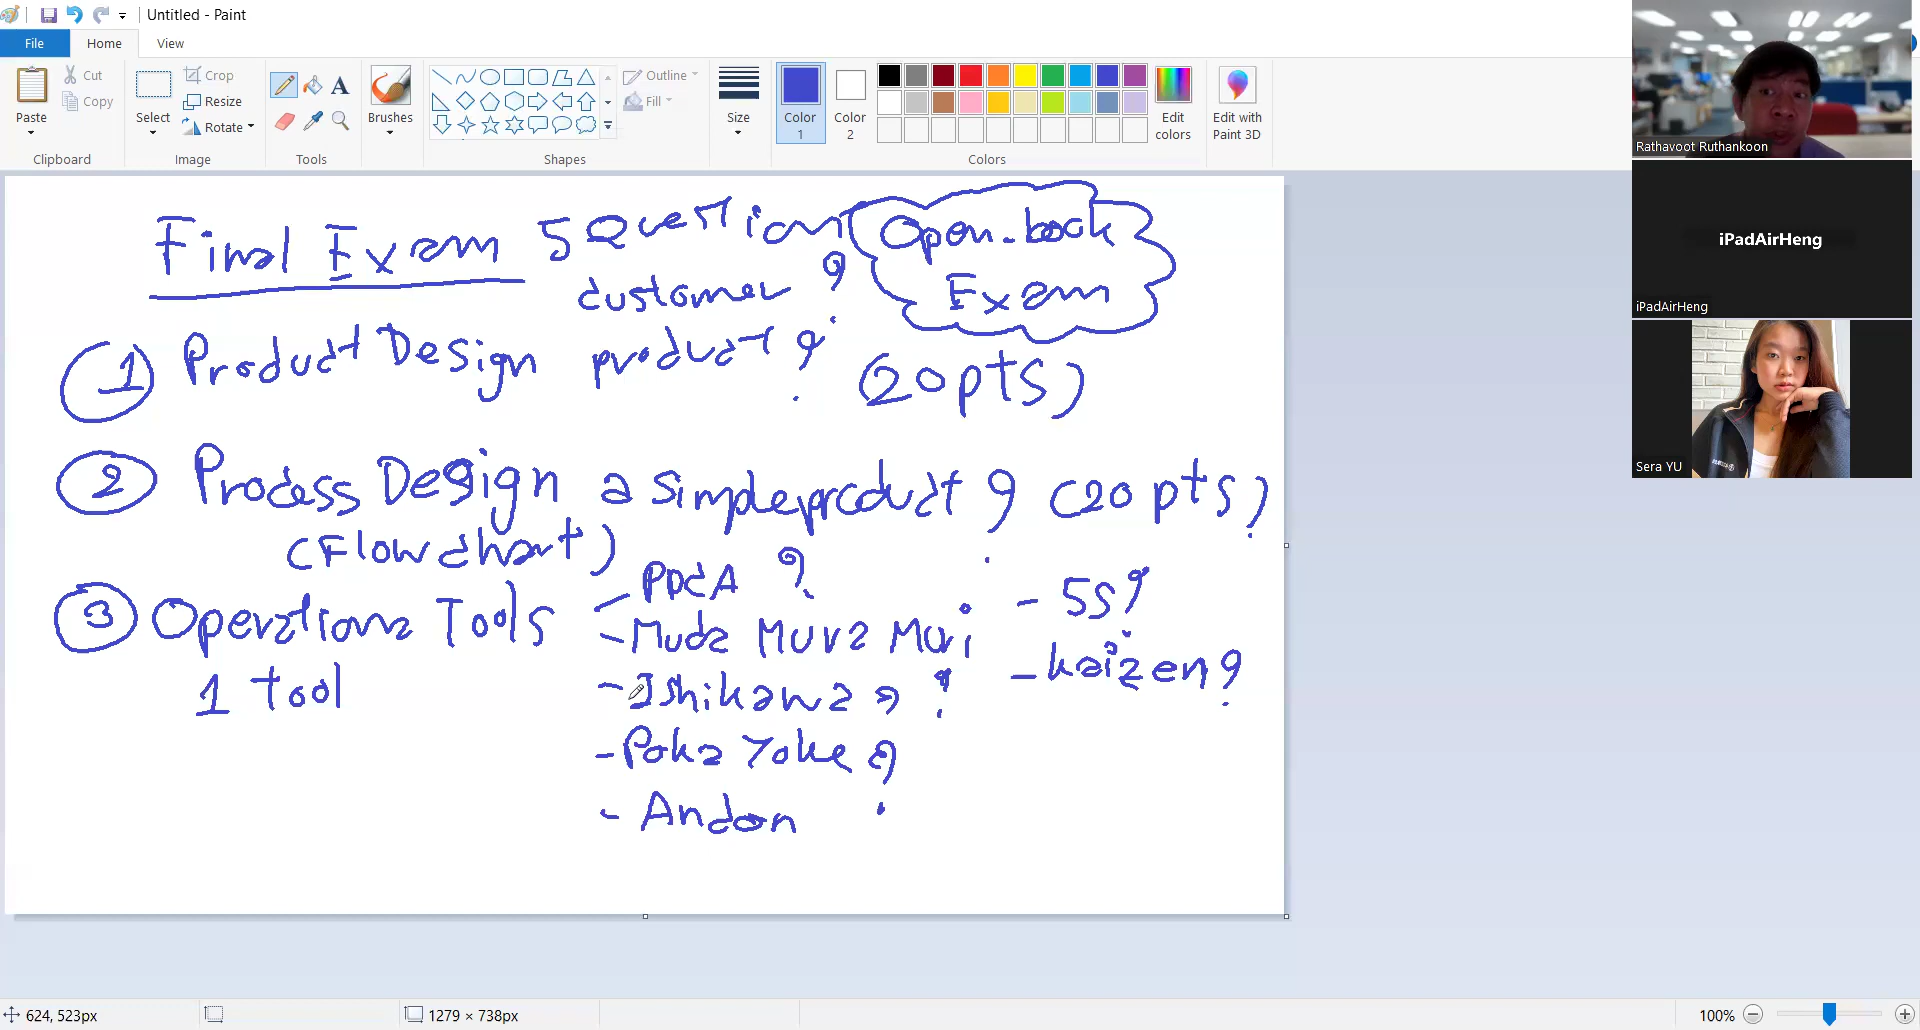 Untitled - Paint
File Home View
Paste Cut Copy Clipboard
Select Crop Resize Rotate Image
Tools
Brushes
Outline Fill Shapes
Size
Color 1 Color 2 Colors
Edit colors
Edit with Paint 3D
Final Exam 5 Question Open-book Exam
customer ?
1 Product Design product ? (20 pts)
2 Process Design a simple product ? (20 pts)
(Flowchart)
3 Operations Tools
1 Tool
- PDCA ?
- Muda Mura Muri
- Ishikawa ?
- Poka Yoke ?
- Andon
- 5S ?
- kaizen ?
Rathavoot Ruthankoon
iPadAirHeng
iPadAirHeng
Sera YU
624, 523px
1279 × 738px
100%